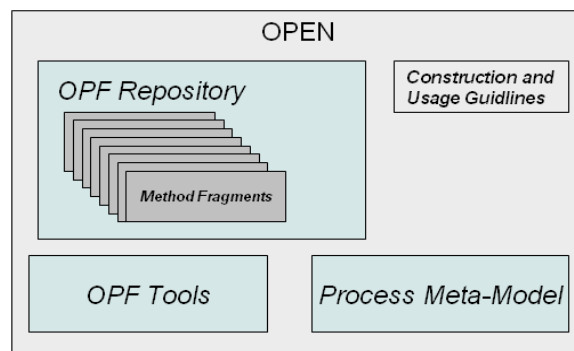 OPEN
OPF Repository
Method Fragments
Construction and
Usage Guidlines
OPF Tools
Process Meta-Model